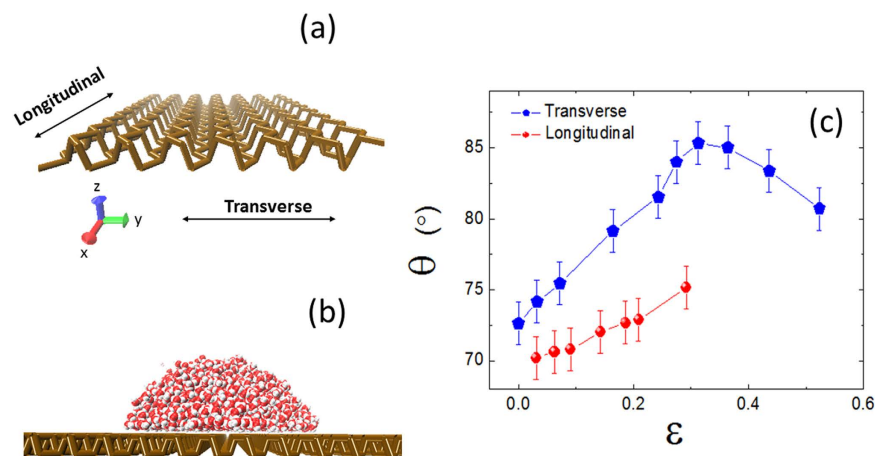 (a)
Longitudinal
z
y
x
Transverse
(b)
(c)
Transverse
Longitudinal
85
80
75
70
θ (°)
0.0 0.2 0.4 0.6
ε